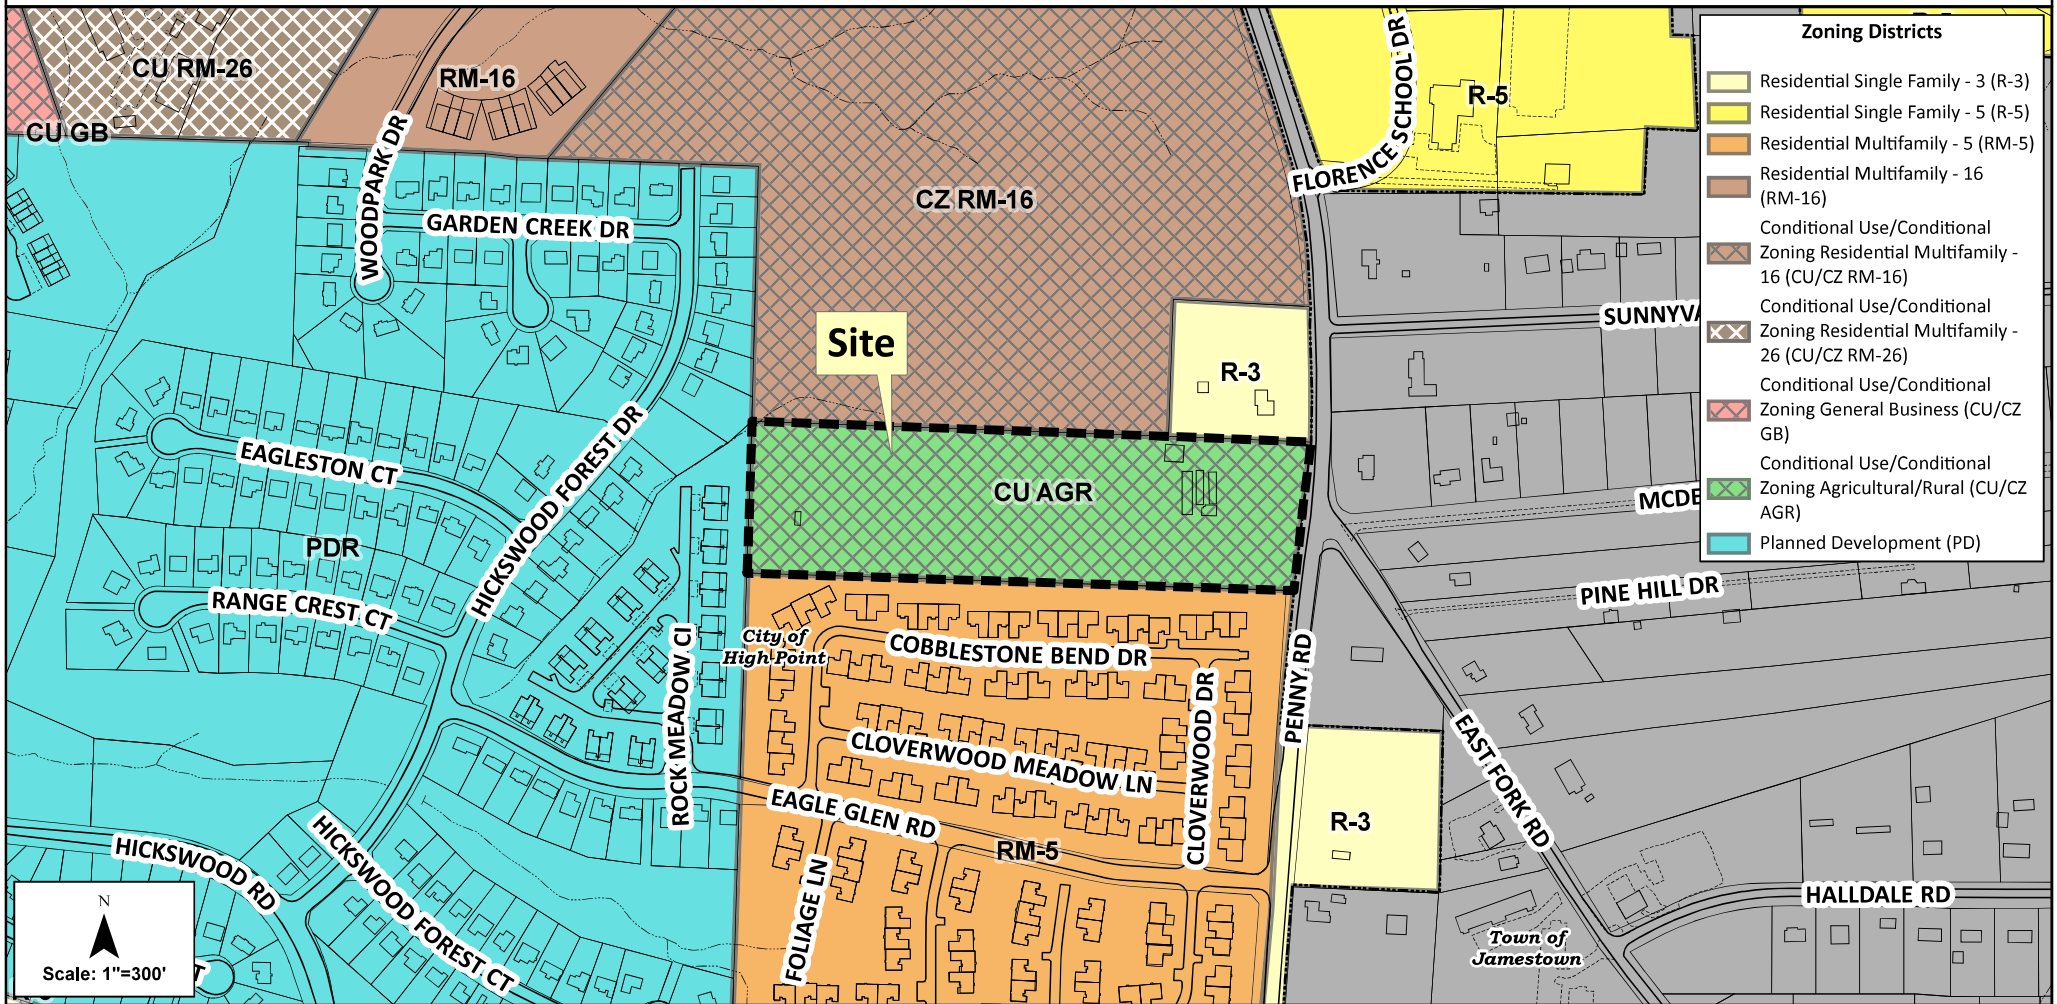 CU RM-26
RM-16
CU GB
R-5
FLORENCE SCHOOL DR
WOODPARK DR
GARDEN CREEK DR
CZ RM-16
Site
R-3
SUNNYVA
EAGLESTON CT
HICKSWOOD FOREST DR
CU AGR
MCDE
PDR
RANGE CREST CT
PINE HILL DR
City of
High Point
COBBLESTONE BEND DR
PENNY RD
ROCK MEADOW CI
CLOVERWOOD DR
CLOVERWOOD MEADOW LN
EAST FORK RD
EAGLE GLEN RD
R-3
RM-5
HICKSWOOD RD
HICKSWOOD FOREST CT
FOLIAGE LN
HALLDALE RD
Town of
Jamestown
N
Scale: 1"=300'
Zoning Districts
Residential Single Family - 3 (R-3)
Residential Single Family - 5 (R-5)
Residential Multifamily - 5 (RM-5)
Residential Multifamily - 16
(RM-16)
Conditional Use/Conditional
Zoning Residential Multifamily -
16 (CU/CZ RM-16)
Conditional Use/Conditional
Zoning Residential Multifamily -
26 (CU/CZ RM-26)
Conditional Use/Conditional
Zoning General Business (CU/CZ
GB)
Conditional Use/Conditional
Zoning Agricultural/Rural (CU/CZ
AGR)
Planned Development (PD)